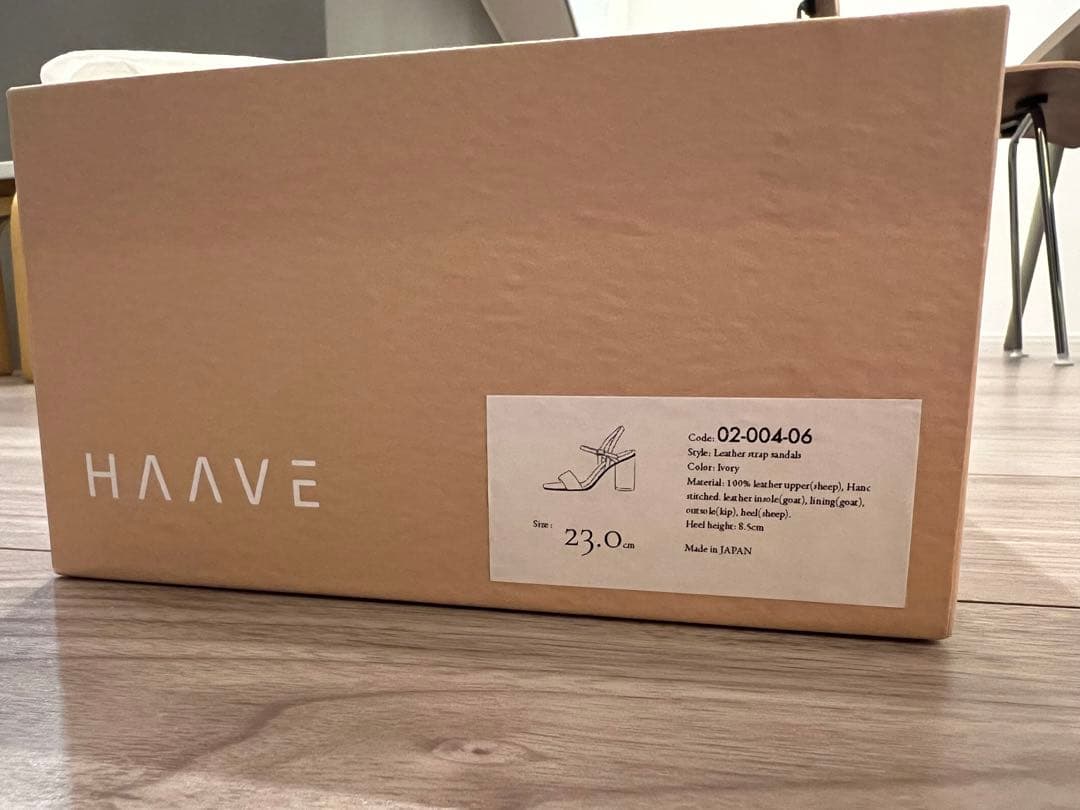 HAAVE
Code: 02-004-06
Style: Leather strap sandals
Color: Ivory
Material: 100% leather upper(sheep), Hanc
stitched. leather insole(goat), lining(goat),
outsole(kip), heel(sheep).
Heel height: 8.5cm
Made in JAPAN
Size :
23.0cm